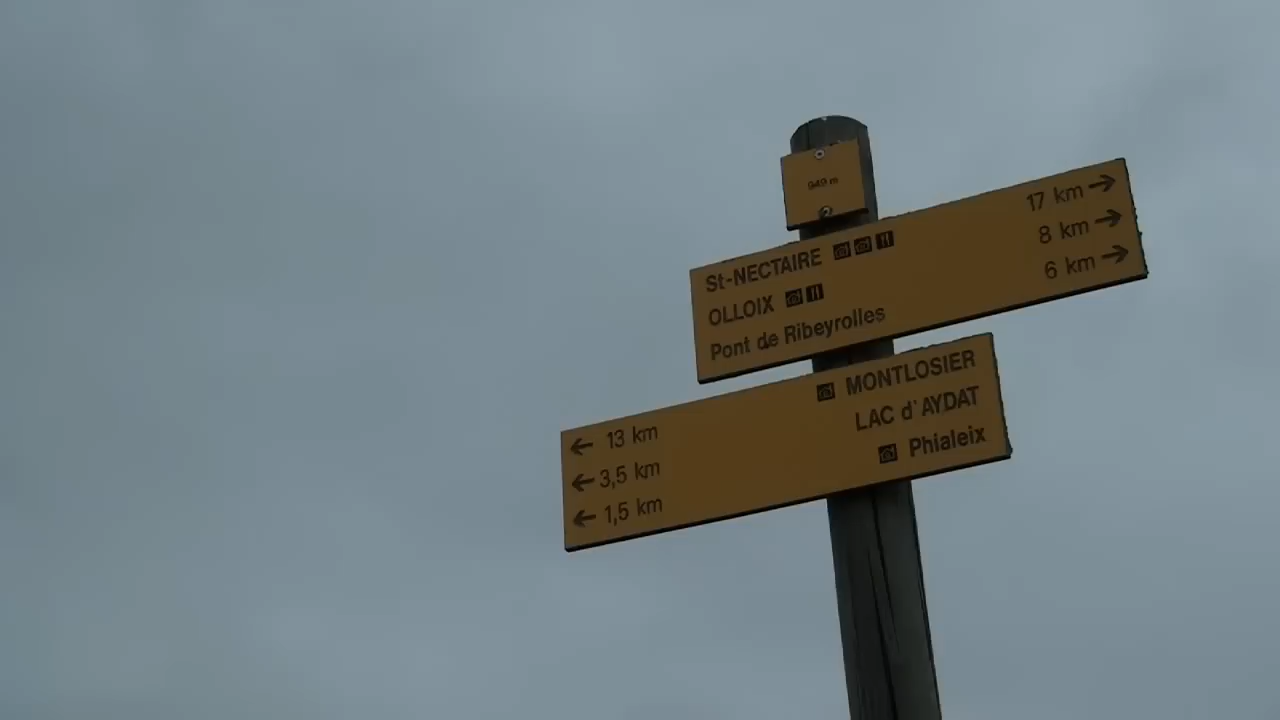 949 m
St-NECTAIRE 17 km
OLLOIX 8 km
Pont de Ribeyrolles 6 km
13 km MONTLOSIER
3,5 km LAC d'AYDAT
1,5 km Phialeix